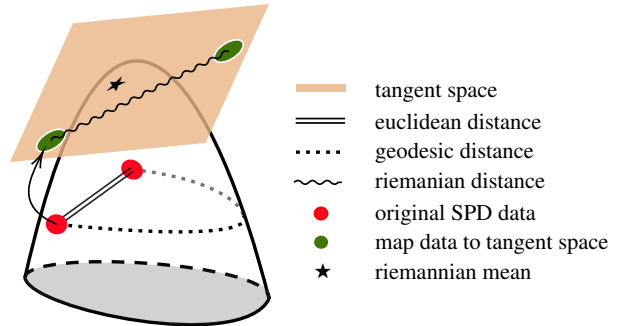 tangent space
euclidean distance
geodesic distance
riemanian distance
original SPD data
map data to tangent space
riemannian mean